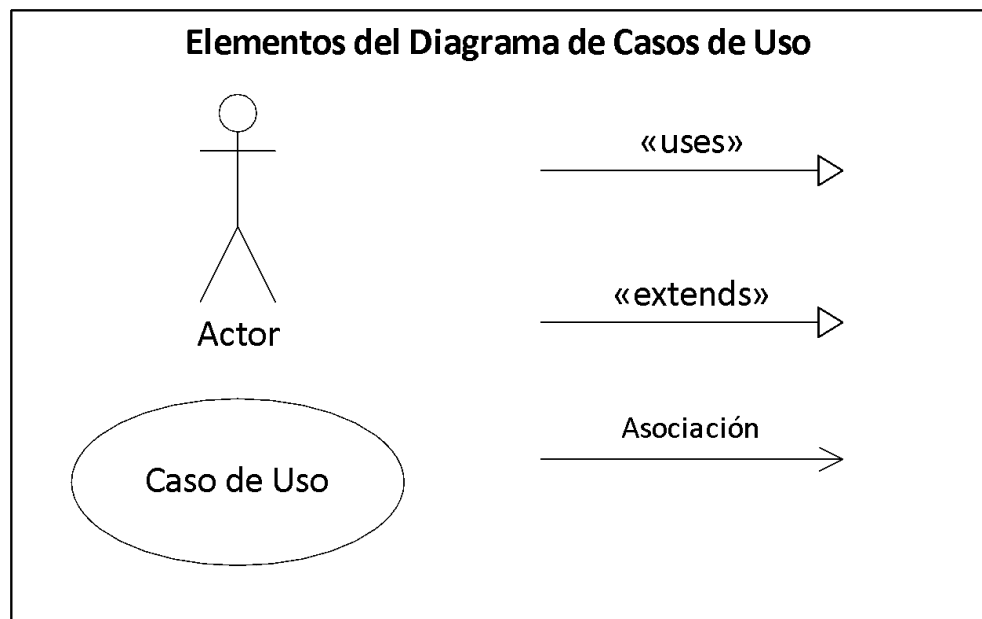 Elementos del Diagrama de Casos de Uso
«uses»
«extends»
Actor
Asociación
Caso de Uso